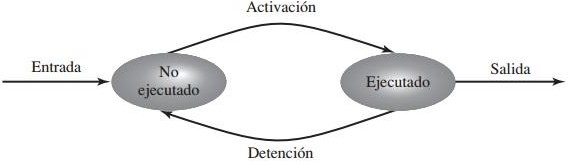 Activación
Entrada
No
ejecutado
Ejecutado
Salida
Detención